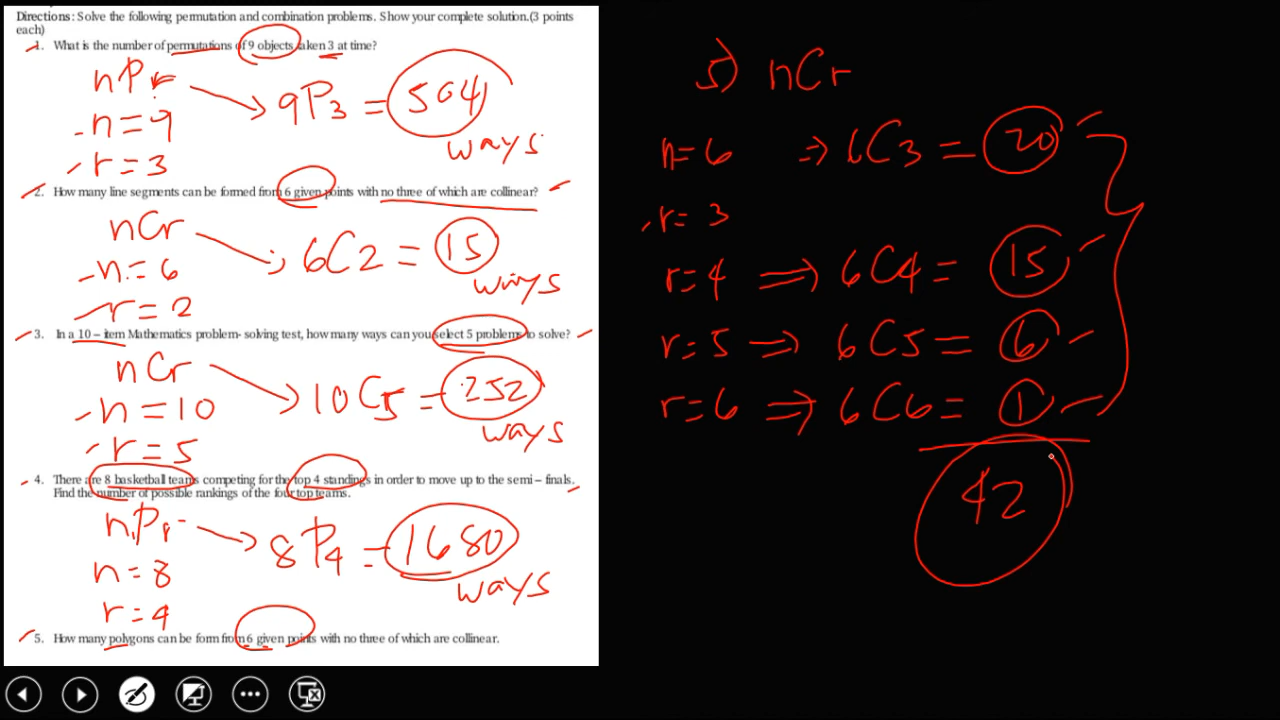 Directions: Solve the following permutation and combination problems. Show your complete solution.(3 points
each)
1. What is the number of permutations of 9 objects taken 3 at time?
nPr
9P3 = 504
- n = 9
ways
- r = 3
2. How many line segments can be formed from 6 given points with no three of which are collinear?
nCr
6C2 = 15
- n = 6
ways
- r = 2
3. In a 10 – item Mathematics problem- solving test, how many ways can you select 5 problems to solve?
nCr
10C5 = 252
- n = 10
ways
- r = 5
4. There are 8 basketball teams competing for the top 4 standings in order to move up to the semi – finals.
Find the number of possible rankings of the four top teams.
nPr
8P4 = 1680
n = 8
ways
r = 4
5. How many polygons can be form from 6 given points with no three of which are collinear.
5) nCr
n = 6 ⇒ 6C3 = 20
r = 3
r = 4 ⇒ 6C4 = 15
r = 5 ⇒ 6C5 = 6
r = 6 ⇒ 6C6 = 1
42